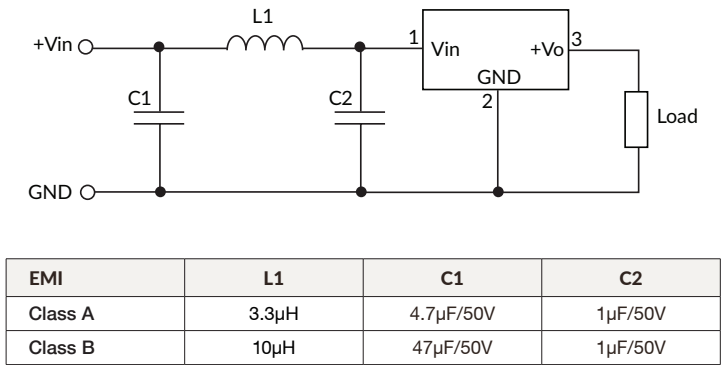 L1
+Vin
1
Vin
+Vo
3
GND
2
C1
C2
Load
GND
EMI L1 C1 C2
Class A 3.3µH 4.7µF/50V 1µF/50V
Class B 10µH 47µF/50V 1µF/50V